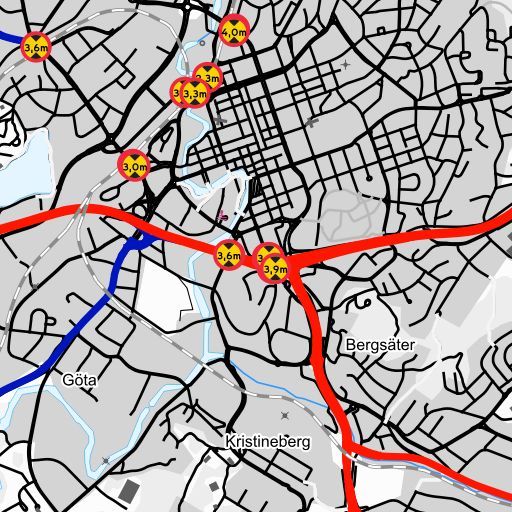 4,0m
3,6m
3,3m
3,3m
3,0m
3,6m
3,9m
Bergsäter
Göta
Kristineberg